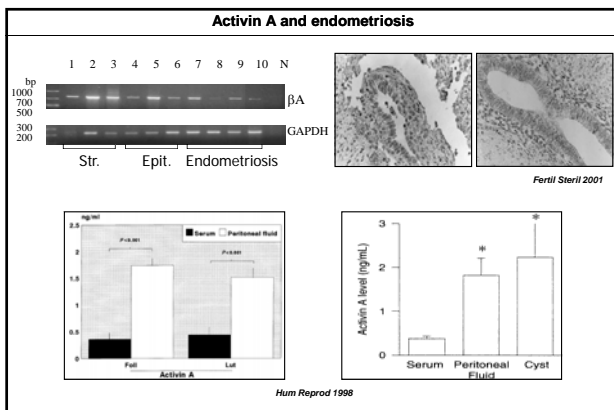 Activin A and endometriosis
1 2 3 4 5 6 7 8 9 10 N
bp
1000
700
500
βA
300
200
GAPDH
Str. Epit. Endometriosis
Fertil Steril 2001
ng/ml
2.5
2
1.5
1
0.5
0
Serum Peritoneal fluid
P<0.001
P<0.001
Foll Lut
Activin A
Activin A level (ng/mL)
3
2
1
0
* *
Serum Peritoneal Cyst
Fluid
Hum Reprod 1998